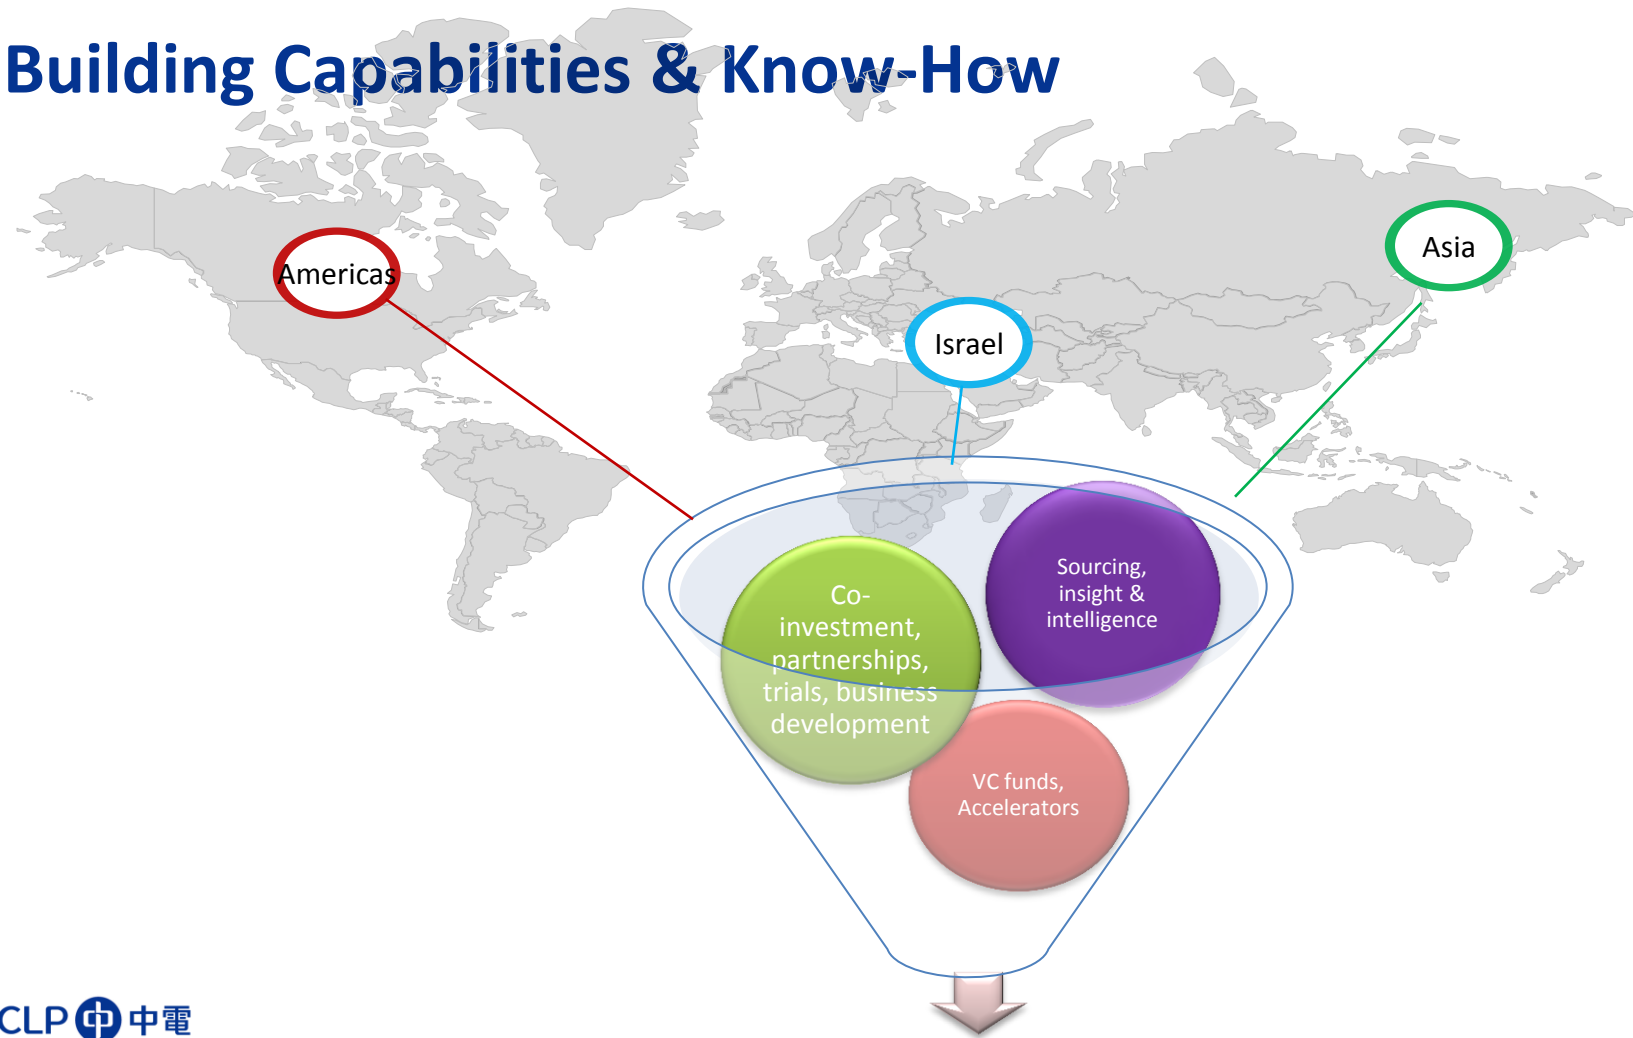 Building Capabilities & Know-How
Americas
Asia
Israel
Sourcing,
insight &
intelligence
Co-
investment,
partnerships,
trials, business
development
VC funds,
Accelerators
CLP 中 中電